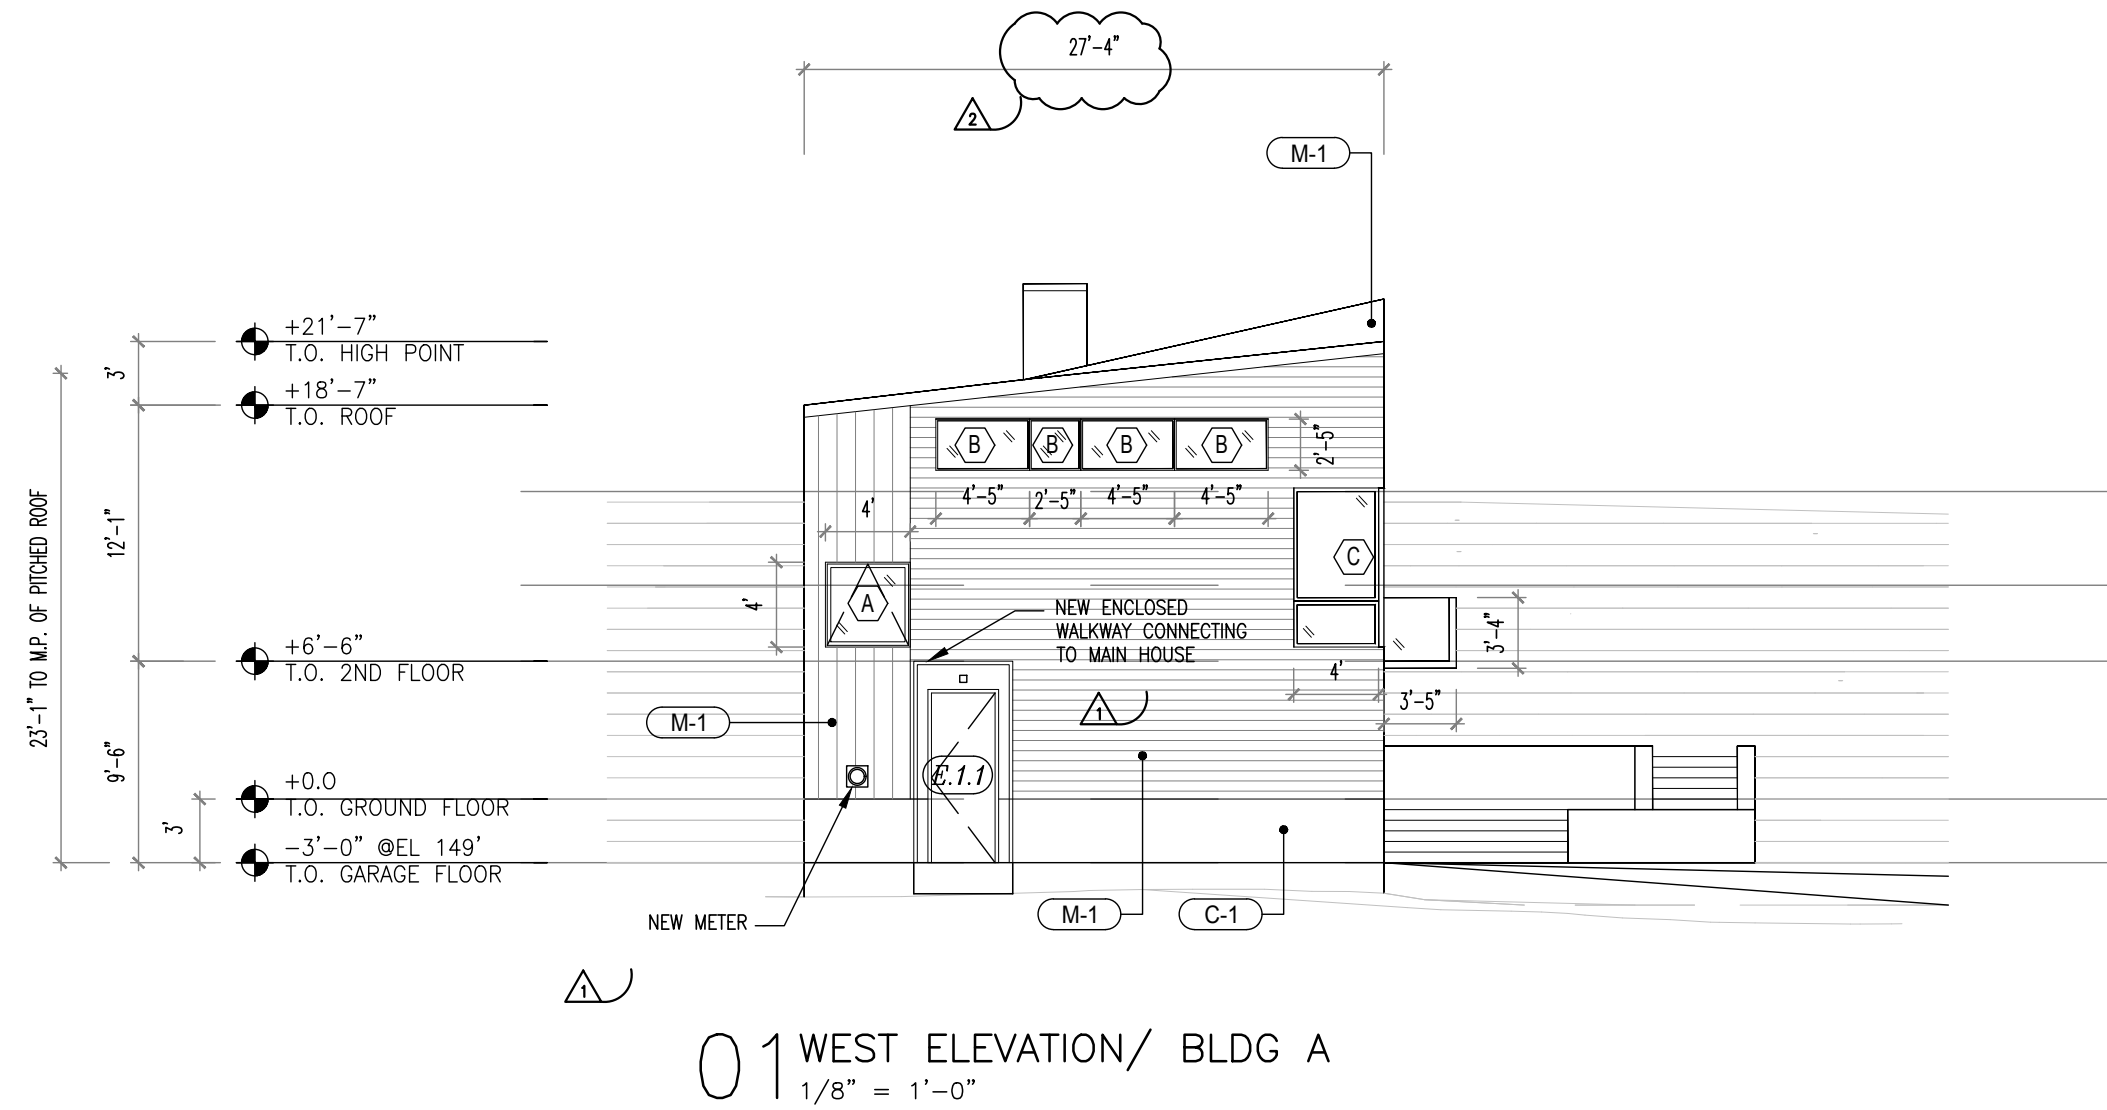 27'-4"
2
M-1
+21'-7"
T.O. HIGH POINT
3'
+18'-7"
T.O. ROOF
B
B
B
B
2'-5"
4'-5"
2'-5"
4'-5"
4'-5"
4'
23'-1" TO M.P. OF PITCHED ROOF
12'-1"
C
4'
A
NEW ENCLOSED
WALKWAY CONNECTING
TO MAIN HOUSE
3'-4"
+6'-6"
T.O. 2ND FLOOR
4'
3'-5"
1
M-1
9'-6"
E.1.1
+0.0
T.O. GROUND FLOOR
3'
-3'-0" @EL 149'
T.O. GARAGE FLOOR
NEW METER
M-1
C-1
1
01 WEST ELEVATION/ BLDG A
1/8" = 1'-0"